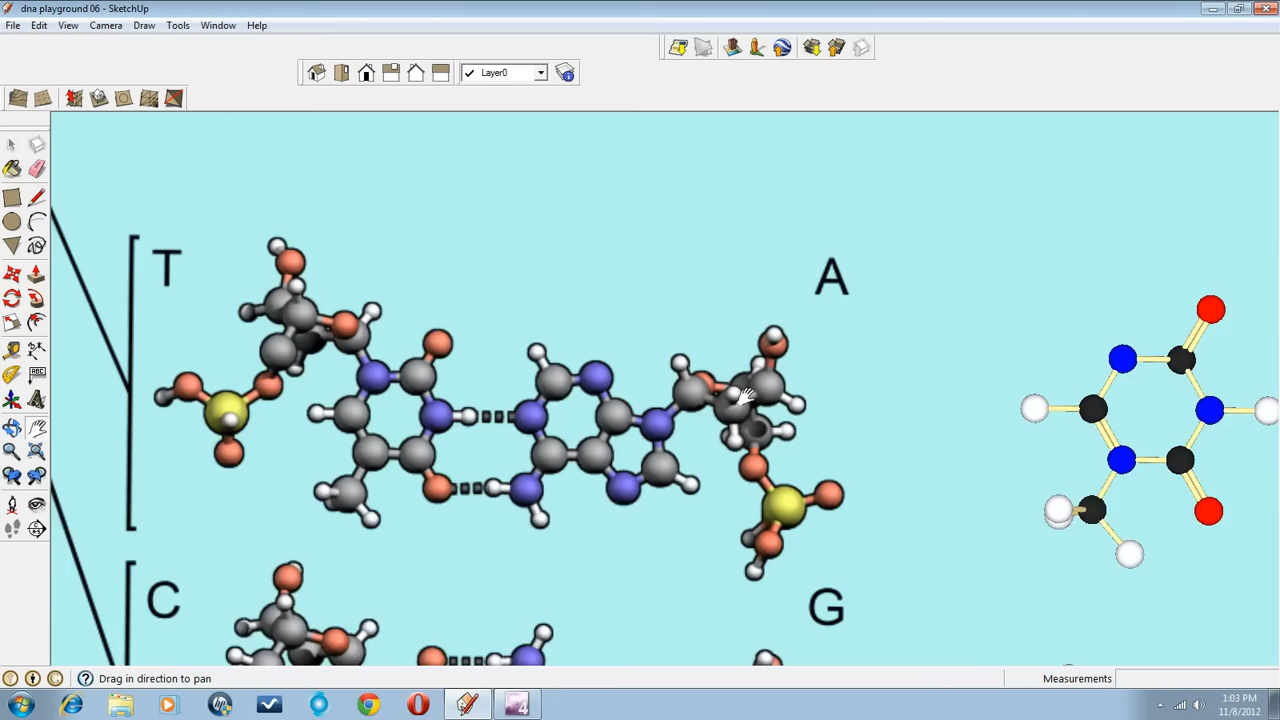 dna playground 06 - SketchUp
File Edit View Camera Draw Tools Window Help
Layer0
T
A
C
G
Drag in direction to pan
Measurements
1:03 PM
11/8/2012